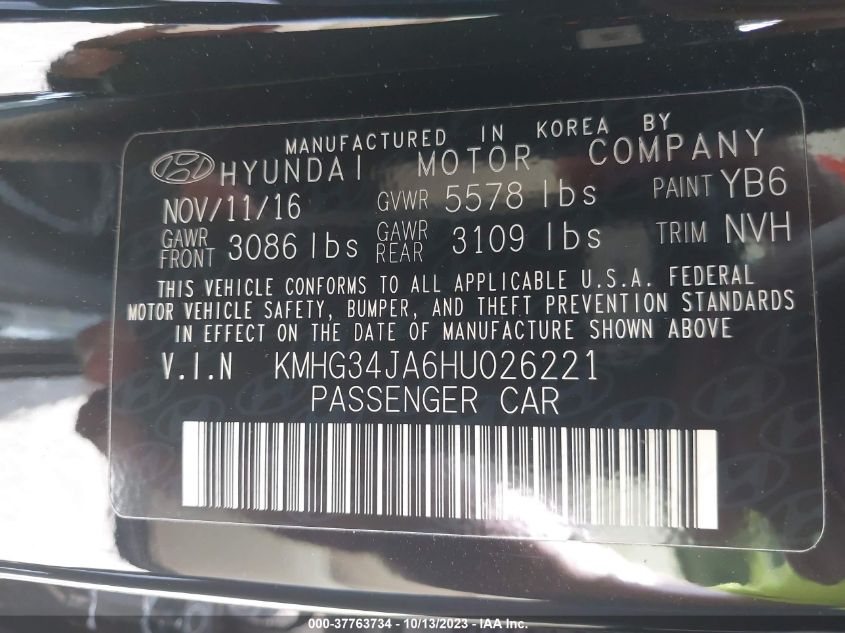 MANUFACTURED IN KOREA BY
HYUNDAI MOTOR COMPANY
NOV/11/16 GVWR 5578 lbs PAINT YB6
GAWR FRONT 3086 lbs GAWR REAR 3109 lbs TRIM NVH
THIS VEHICLE CONFORMS TO ALL APPLICABLE U.S.A. FEDERAL
MOTOR VEHICLE SAFETY, BUMPER, AND THEFT PREVENTION STANDARDS
IN EFFECT ON THE DATE OF MANUFACTURE SHOWN ABOVE
V.I.N KMHG34JA6HU026221
PASSENGER CAR
000-37763734 - 10/13/2023 - IAA Inc.